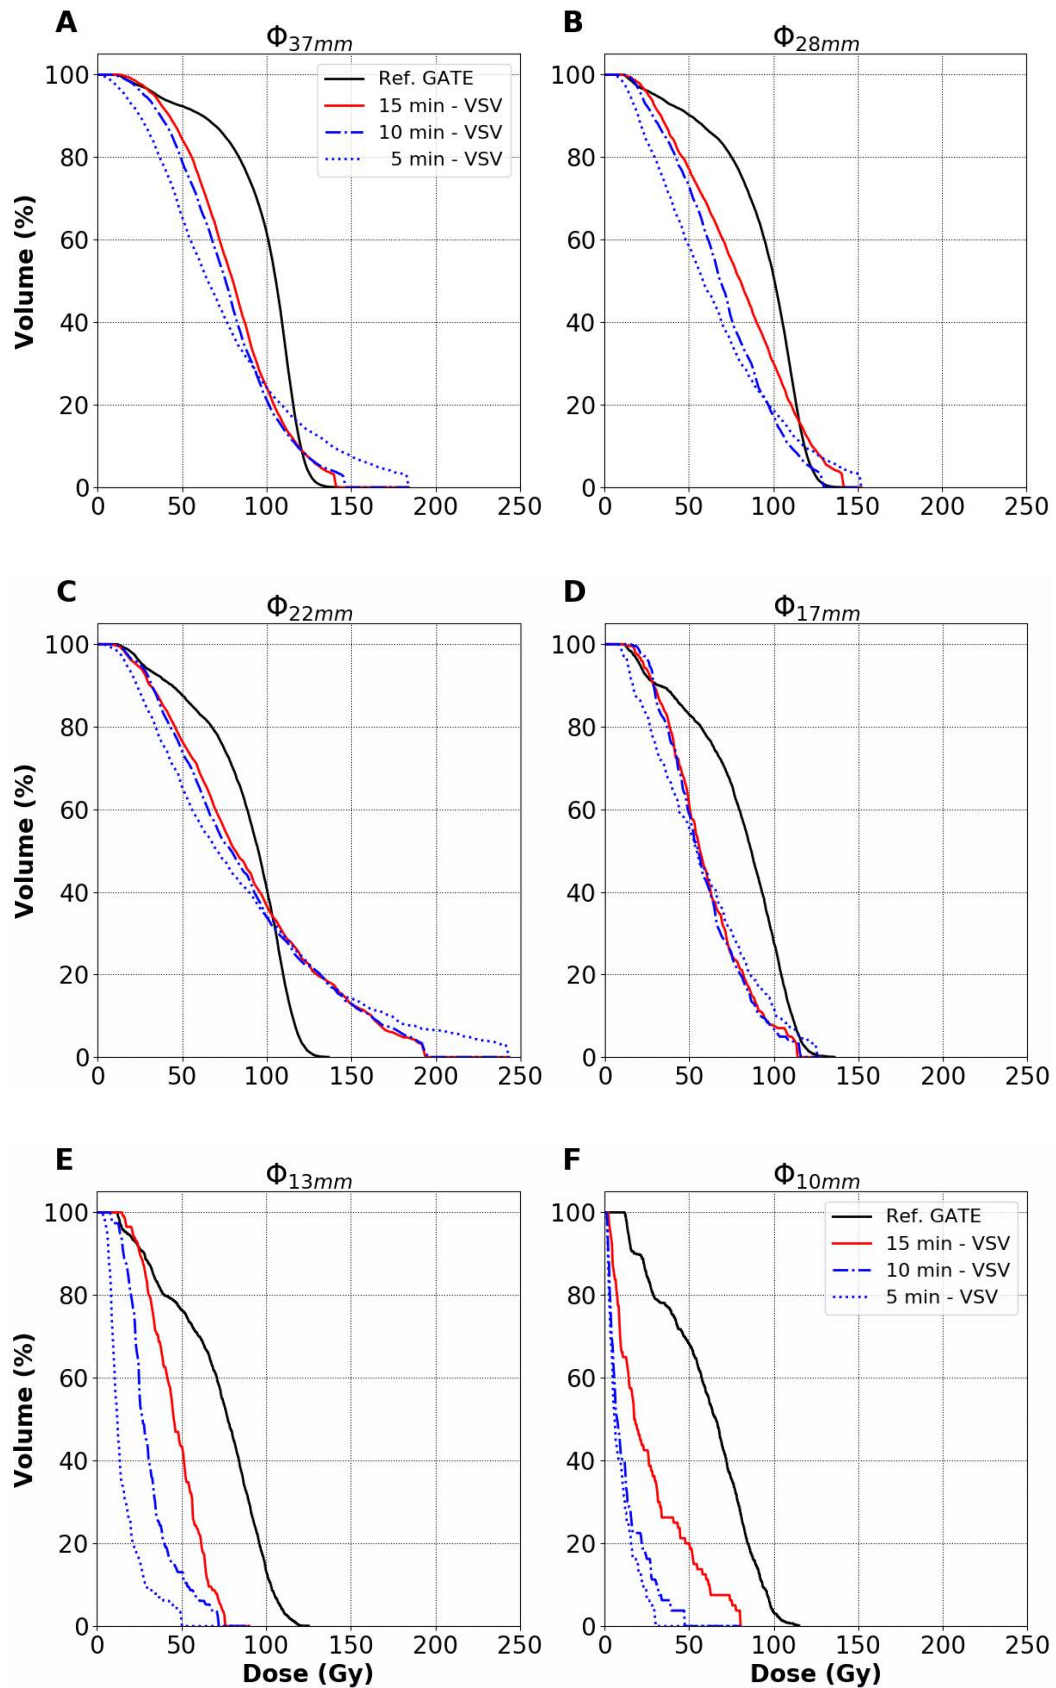 A
Φ37mm
Volume (%)
100
80
60
40
20
0
0 50 100 150 200 250
Ref. GATE
15 min - VSV
10 min - VSV
5 min - VSV
B
Φ28mm
100
80
60
40
20
0
0 50 100 150 200 250
C
Φ22mm
Volume (%)
100
80
60
40
20
0
0 50 100 150 200 250
D
Φ17mm
100
80
60
40
20
0
0 50 100 150 200 250
E
Φ13mm
Volume (%)
100
80
60
40
20
0
0 50 100 150 200 250
Dose (Gy)
F
Φ10mm
100
80
60
40
20
0
0 50 100 150 200 250
Dose (Gy)
Ref. GATE
15 min - VSV
10 min - VSV
5 min - VSV